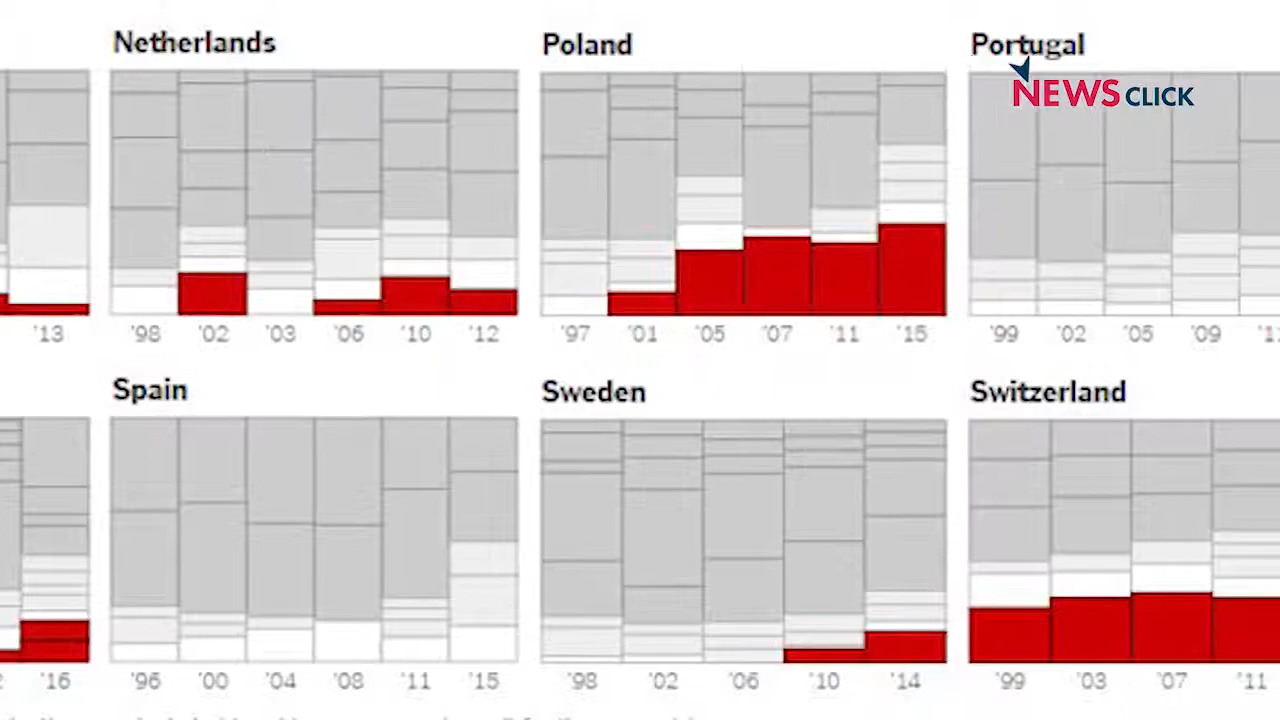 Netherlands Poland Portugal
NEWS CLICK
'13 '98 '02 '03 '06 '10 '12 '97 '01 '05 '07 '11 '15 '99 '02 '05 '09
Spain Sweden Switzerland
'16 '96 '00 '04 '08 '11 '15 '98 '02 '06 '10 '14 '99 '03 '07 '11